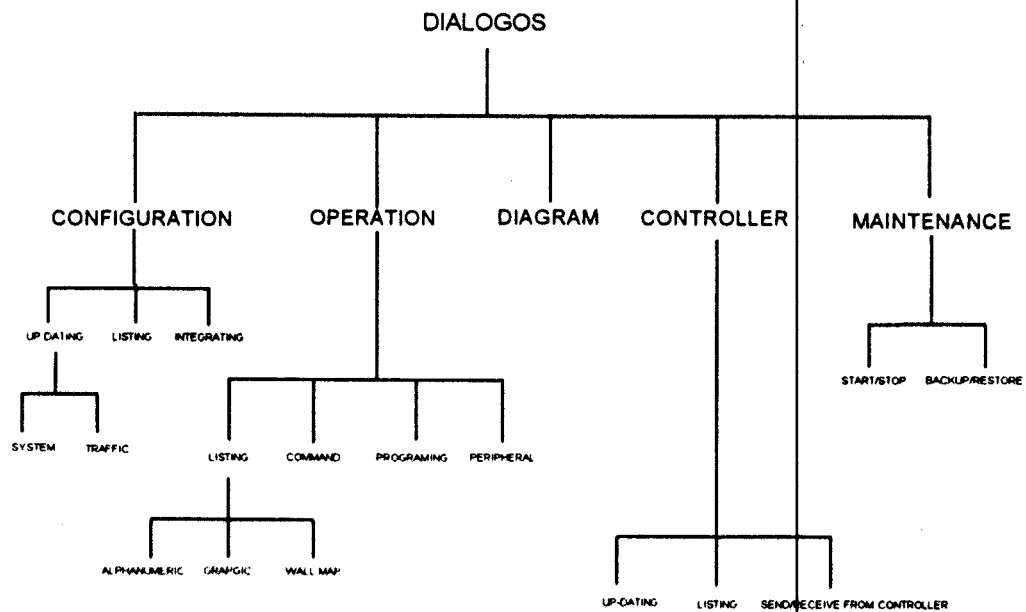 DIALOGOS
CONFIGURATION OPERATION DIAGRAM CONTROLLER MAINTENANCE
UP DATING LISTING INTEGRATING
START/STOP BACKUP/RESTORE
SYSTEM TRAFFIC
LISTING COMMAND PROGRAMING PERIPHERAL
ALPHANUMERIC GRAPGIC WALL MAP
UP-DATING LISTING SEND/RECEIVE FROM CONTROLLER